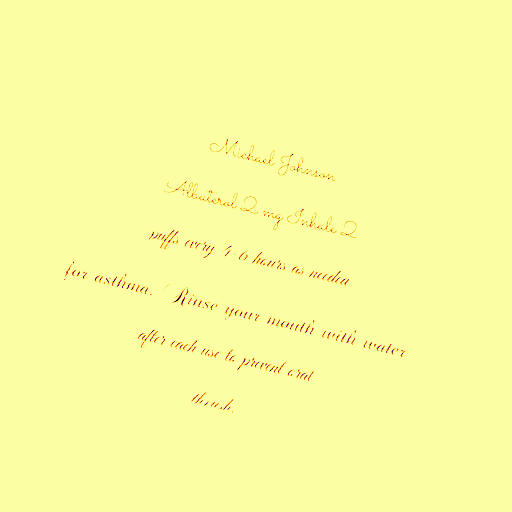 Michael Johnson
Albuterol 2 mg Inhale 2
puffs every 4-6 hours as needed
for asthma. Rinse your mouth with water
after each use to prevent oral
thrush.